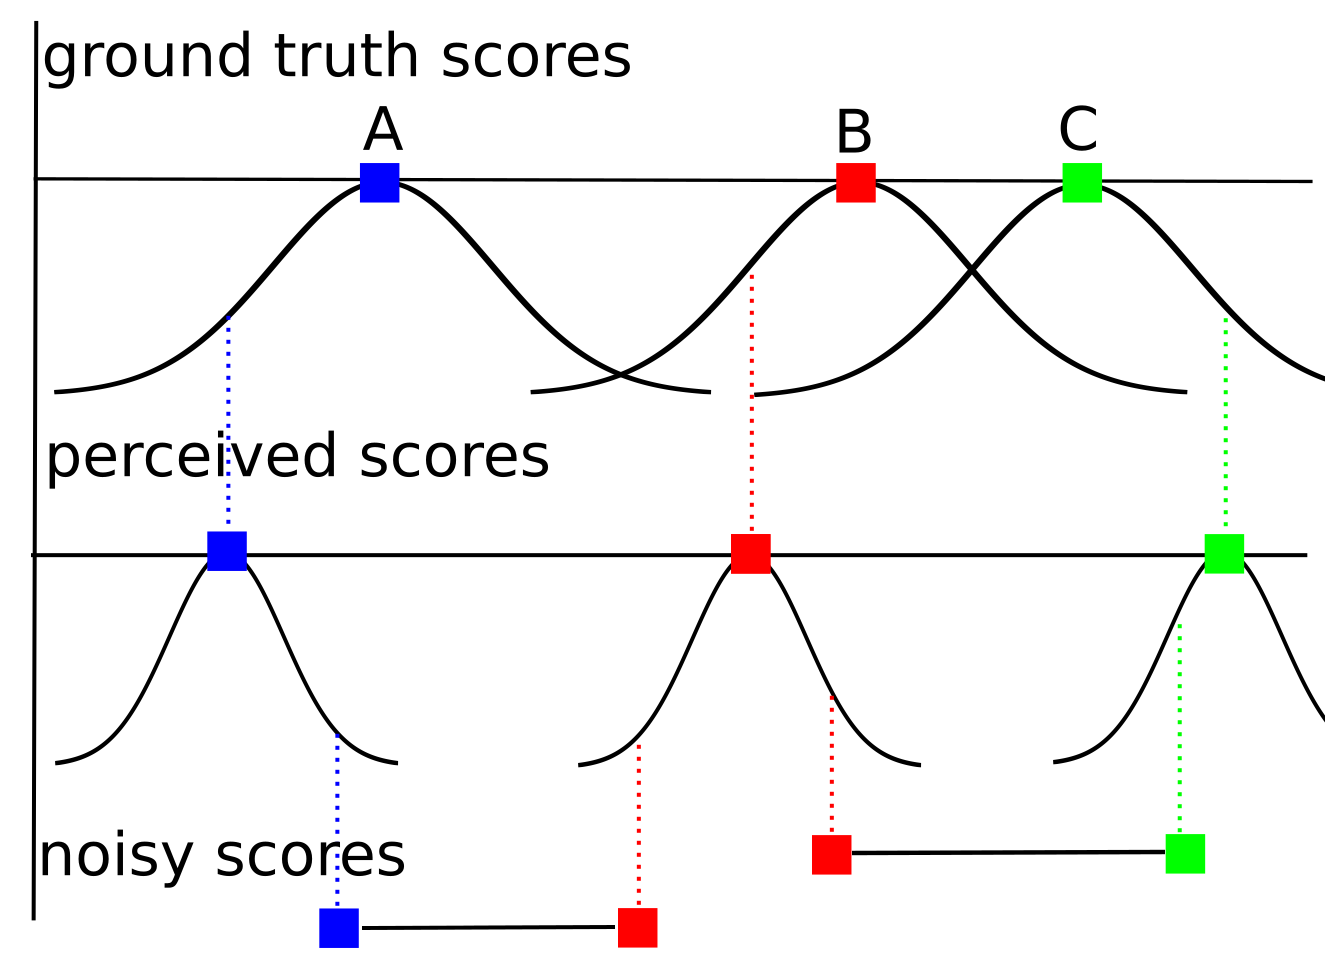 ground truth scores
A B C
perceived scores
noisy scores